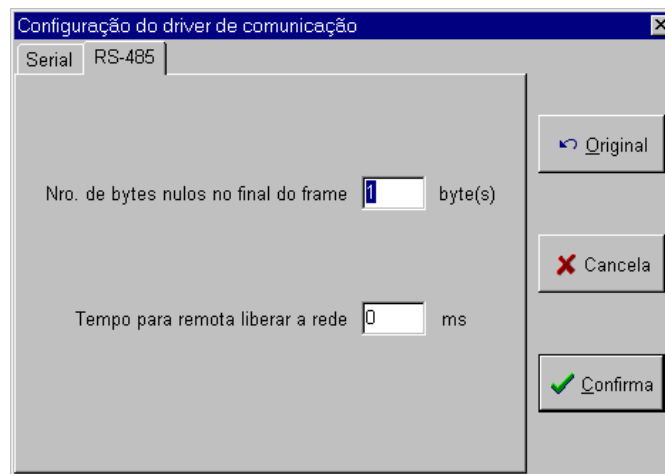 Configuração do driver de comunicação
Serial
RS-485
Nro. de bytes nulos no final do frame 1 byte(s)
Tempo para remota liberar a rede 0 ms
Original
Cancela
Confirma